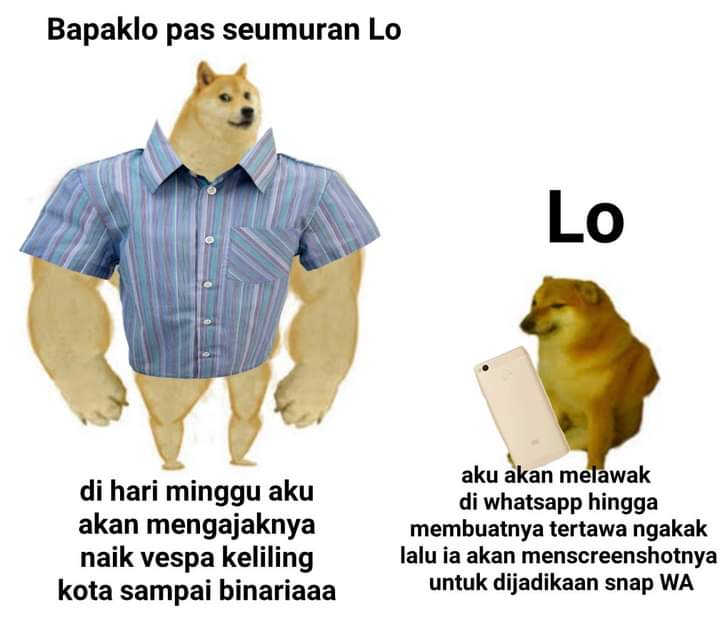 Bapaklo pas seumuran Lo
Lo
di hari minggu aku
akan mengajaknya
naik vespa keliling
kota sampai binariaaa
aku akan melawak
di whatsapp hingga
membuatnya tertawa ngakak
lalu ia akan menscreenshotnya
untuk dijadikaan snap WA